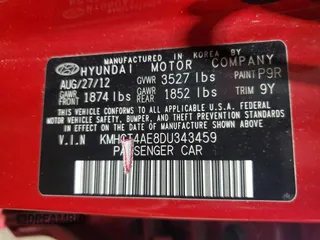 MANUFACTURED IN KOREA BY
HYUNDAI MOTOR COMPANY
AUG/27/12 GVWR 3527 lbs PAINT P9R
GAWR FRONT 1874 lbs GAWR REAR 1852 lbs TRIM 9Y
THIS VEHICLE CONFORMS TO ALL APPLICABLE U.S.A. FEDERAL
MOTOR VEHICLE SAFETY, BUMPER, AND THEFT PREVENTION
STANDARDS IN EFFECT ON THE DATE OF MANUFACTURE SHOWN ABOVE.
V.I.N KMHCT4AE8DU343459
PASSENGER CAR